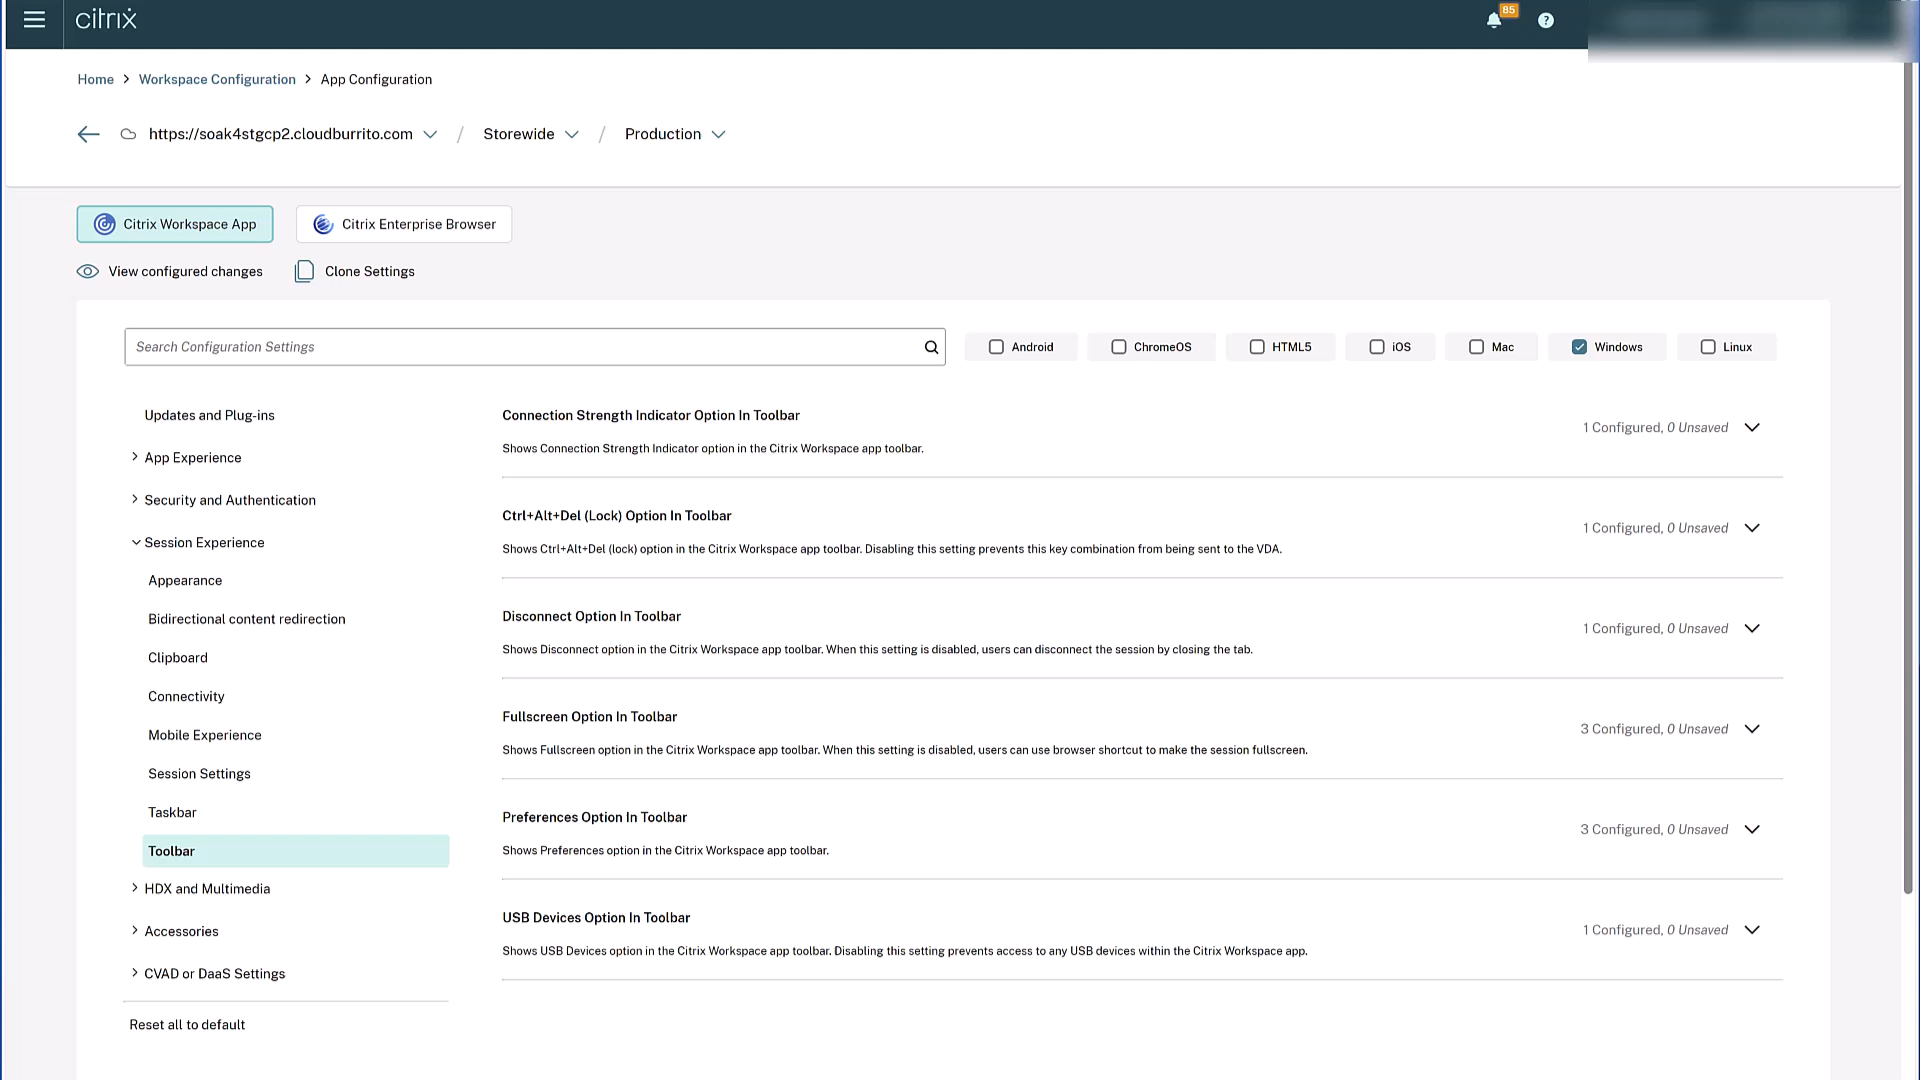 citrix
85
?
Home > Workspace Configuration > App Configuration
https://soak4stgcp2.cloudburrito.com / Storewide / Production
Citrix Workspace App
Citrix Enterprise Browser
View configured changes
Clone Settings
Search Configuration Settings
Android
ChromeOS
HTML5
iOS
Mac
Windows
Linux
Updates and Plug-ins
App Experience
Security and Authentication
Session Experience
Appearance
Bidirectional content redirection
Clipboard
Connectivity
Mobile Experience
Session Settings
Taskbar
Toolbar
HDX and Multimedia
Accessories
CVAD or DaaS Settings
Reset all to default
Connection Strength Indicator Option In Toolbar
Shows Connection Strength Indicator option in the Citrix Workspace app toolbar.
1 Configured, 0 Unsaved
Ctrl+Alt+Del (Lock) Option In Toolbar
Shows Ctrl+Alt+Del (lock) option in the Citrix Workspace app toolbar. Disabling this setting prevents this key combination from being sent to the VDA.
1 Configured, 0 Unsaved
Disconnect Option In Toolbar
Shows Disconnect option in the Citrix Workspace app toolbar. When this setting is disabled, users can disconnect the session by closing the tab.
1 Configured, 0 Unsaved
Fullscreen Option In Toolbar
Shows Fullscreen option in the Citrix Workspace app toolbar. When this setting is disabled, users can use browser shortcut to make the session fullscreen.
3 Configured, 0 Unsaved
Preferences Option In Toolbar
Shows Preferences option in the Citrix Workspace app toolbar.
3 Configured, 0 Unsaved
USB Devices Option In Toolbar
Shows USB Devices option in the Citrix Workspace app toolbar. Disabling this setting prevents access to any USB devices within the Citrix Workspace app.
1 Configured, 0 Unsaved